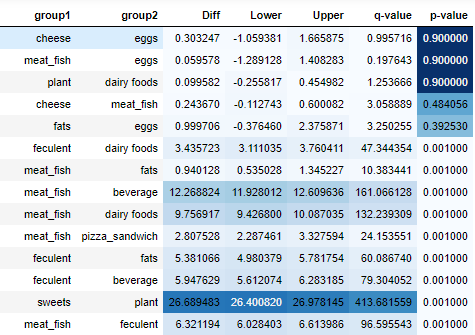 group1 group2 Diff Lower Upper q-value p-value
cheese eggs 0.303247 -1.059381 1.665875 0.995716 0.900000
meat_fish eggs 0.059578 -1.289128 1.408283 0.197643 0.900000
plant dairy foods 0.099582 -0.255817 0.454982 1.253666 0.900000
cheese meat_fish 0.243670 -0.112743 0.600082 3.058889 0.484056
fats eggs 0.999706 -0.376460 2.375871 3.250255 0.392530
feculent dairy foods 3.435723 3.111035 3.760411 47.344354 0.001000
meat_fish fats 0.940128 0.535028 1.345227 10.383441 0.001000
meat_fish beverage 12.268824 11.928012 12.609636 161.066128 0.001000
meat_fish dairy foods 9.756917 9.426800 10.087035 132.239309 0.001000
meat_fish pizza_sandwich 2.807528 2.287461 3.327594 24.153551 0.001000
feculent fats 5.381066 4.980379 5.781754 60.086740 0.001000
feculent beverage 5.947629 5.612074 6.283185 79.304052 0.001000
sweets plant 26.689483 26.400820 26.978145 413.681559 0.001000
meat_fish feculent 6.321194 6.028403 6.613986 96.595543 0.001000